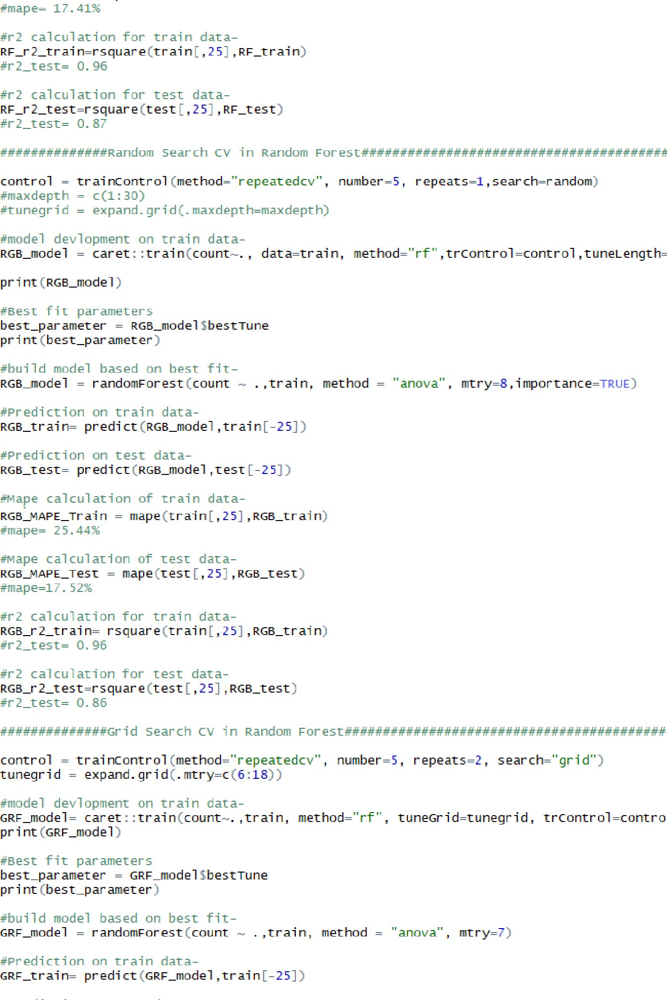 #mape= 17.41%
#r2 calculation for train data-
RF_r2_train=rsquare(train[,25],RF_train)
#r2_test= 0.96
#r2 calculation for test data-
RF_r2_test=rsquare(test[,25],RF_test)
#r2_test= 0.87
##############Random Search CV in Random Forest########################################
control = trainControl(method="repeatedcv", number=5, repeats=1,search=random)
#maxdepth = c(1:30)
#tunegrid = expand.grid(.maxdepth=maxdepth)
#model devlopment on train data-
RGB_model = caret::train(count~., data=train, method="rf",trControl=control,tuneLength=
print(RGB_model)
#Best fit parameters
best_parameter = RGB_model$bestTune
print(best_parameter)
#build model based on best fit-
RGB_model = randomForest(count ~ .,train, method = "anova", mtry=8,importance=TRUE)
#Prediction on train data-
RGB_train= predict(RGB_model,train[-25])
#Prediction on test data-
RGB_test= predict(RGB_model,test[-25])
#Mape calculation of train data-
RGB_MAPE_Train = mape(train[,25],RGB_train)
#mape= 25.44%
#Mape calculation of test data-
RGB_MAPE_Test = mape(test[,25],RGB_test)
#mape=17.52%
#r2 calculation for train data-
RGB_r2_train= rsquare(train[,25],RGB_train)
#r2_test= 0.96
#r2 calculation for test data-
RGB_r2_test=rsquare(test[,25],RGB_test)
#r2_test= 0.86
##############Grid Search CV in Random Forest##########################################
control = trainControl(method="repeatedcv", number=5, repeats=2, search="grid")
tunegrid = expand.grid(.mtry=c(6:18))
#model devlopment on train data-
GRF_model= caret::train(count~.,train, method="rf", tuneGrid=tunegrid, trControl=contro
print(GRF_model)
#Best fit parameters
best_parameter = GRF_model$bestTune
print(best_parameter)
#build model based on best fit-
GRF_model = randomForest(count ~ .,train, method = "anova", mtry=7)
#Prediction on train data-
GRF_train= predict(GRF_model,train[-25])